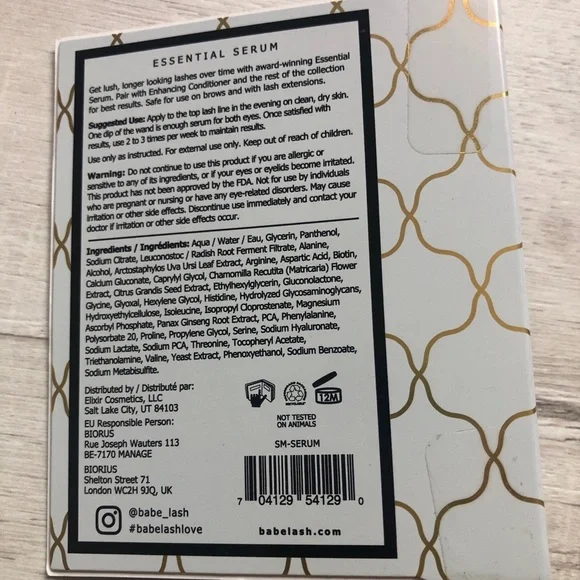 ESSENTIAL SERUM
Get lush, longer looking lashes over time with award-winning Essential
Serum. Pair with Enhancing Conditioner and the rest of the collection
for best results. Safe for use on brows and with lash extensions.
Suggested Use: Apply to the top lash line in the evening on clean, dry skin.
One dip of the wand is enough serum for both eyes. Once satisfied with
results, use 2 to 3 times per week to maintain results.
Use only as instructed. For external use only. Keep out of reach of children.
Warning: Do not continue to use this product if you are allergic or
sensitive to any of its ingredients, or if your eyes or eyelids become irritated.
This product has not been approved by the FDA. Not for use by individuals
who are pregnant or nursing or have any eye-related disorders. May cause
irritation or other side effects. Discontinue use immediately and contact your
doctor if irritation or other side effects occur.
Ingredients / Ingrédients: Aqua / Water / Eau, Glycerin, Panthenol,
Sodium Citrate, Leuconostoc / Radish Root Ferment Filtrate, Alanine,
Alcohol, Arctostaphylos Uva Ursi Leaf Extract, Arginine, Aspartic Acid, Biotin,
Calcium Gluconate, Caprylyl Glycol, Chamomilla Recutita (Matricaria) Flower
Extract, Citrus Grandis Seed Extract, Ethylhexylglycerin, Gluconolactone,
Glycine, Glyoxal, Hexylene Glycol, Histidine, Hydrolyzed Glycosaminoglycans,
Hydroxyethylcellulose, Isoleucine, Isopropyl Cloprostenate, Magnesium
Ascorbyl Phosphate, Panax Ginseng Root Extract, PCA, Phenylalanine,
Polysorbate 20, Proline, Propylene Glycol, Serine, Sodium Hyaluronate,
Sodium Lactate, Sodium PCA, Threonine, Tocopheryl Acetate,
Triethanolamine, Valine, Yeast Extract, Phenoxyethanol, Sodium Benzoate,
Sodium Metabisulfite.
Distributed by / Distribué par:
Elixir Cosmetics, LLC
Salt Lake City, UT 84103
EU Responsible Person:
BIORUS
Rue Joseph Wauters 113
BE-7170 MANAGE
BIORIUS
Shelton Street 71
London WC2H 9JQ, UK
12M
NOT TESTED
ON ANIMALS
SM-SERUM
7 04129 54129 0
@babe_lash
#babelashlove
babelash.com